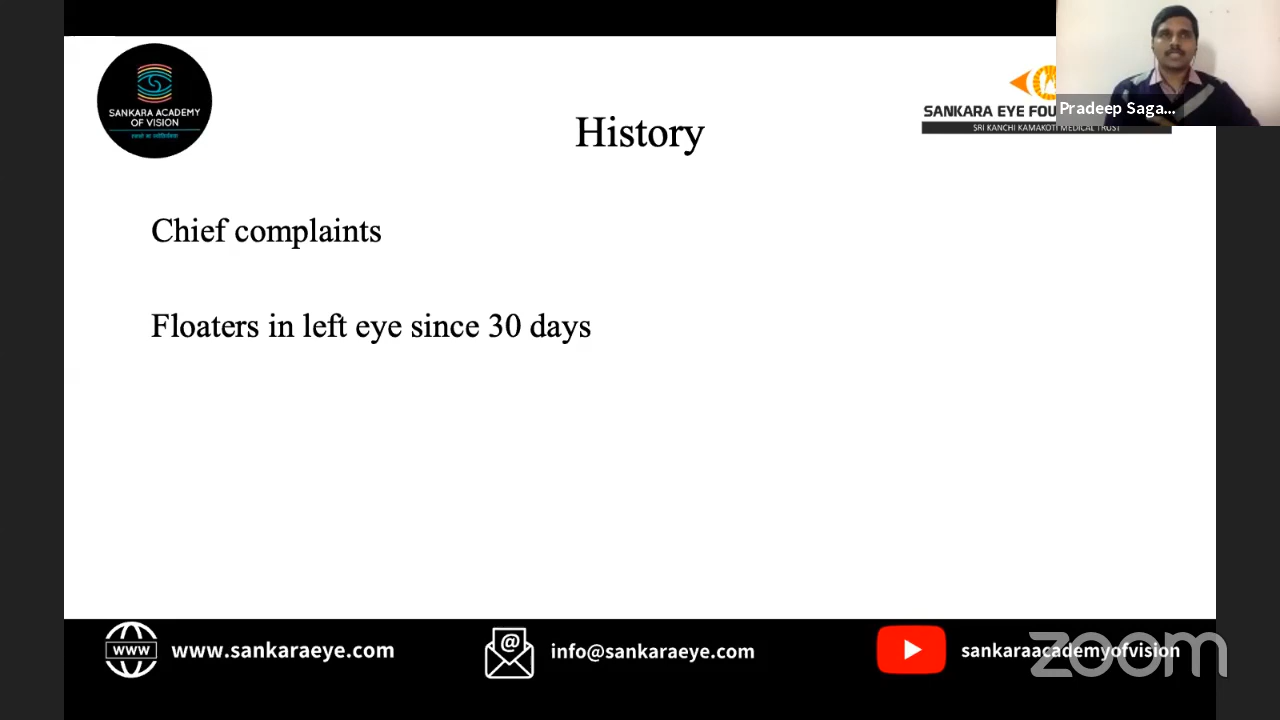 SANKARA ACADEMY
OF VISION
SANKARA EYE FOU
SRI KANCHI KAMAKOTI MEDICAL TRUST
Pradeep Saga...
History
Chief complaints
Floaters in left eye since 30 days
www
www.sankaraeye.com
@
info@sankaraeye.com
sankaraacademyofvision
zoom